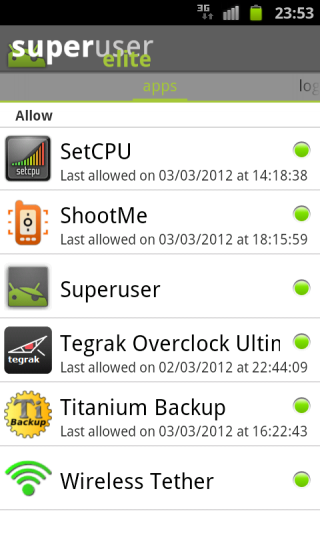 3G 23:53
superuser
elite
apps log
Allow
SetCPU
setcpu
Last allowed on 03/03/2012 at 14:18:38
ShootMe
Last allowed on 03/03/2012 at 18:15:59
Superuser
Tegrak Overclock Ultin
tegrak
Last allowed on 02/03/2012 at 22:44:09
Titanium Backup
Ti
Backup
Last allowed on 03/03/2012 at 16:22:43
Wireless Tether